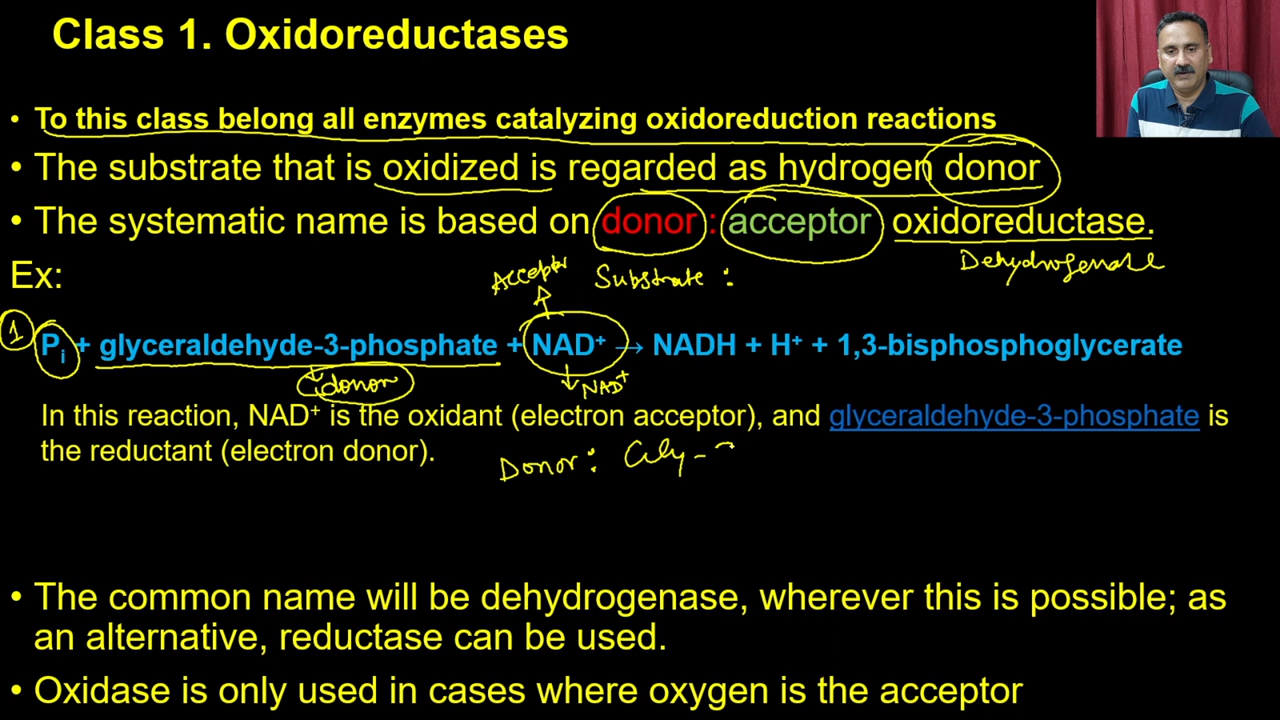 Class 1. Oxidoreductases
• To this class belong all enzymes catalyzing oxidoreduction reactions
• The substrate that is oxidized is regarded as hydrogen donor
• The systematic name is based on donor : acceptor oxidoreductase.
Dehydrogenase
Ex:
Acceptor Substrate :
1 Pi + glyceraldehyde-3-phosphate + NAD⁺ → NADH + H⁺ + 1,3-bisphosphoglycerate
donor NAD⁺
In this reaction, NAD⁺ is the oxidant (electron acceptor), and glyceraldehyde-3-phosphate is
the reductant (electron donor).
Donor :
• The common name will be dehydrogenase, wherever this is possible; as
an alternative, reductase can be used.
• Oxidase is only used in cases where oxygen is the acceptor